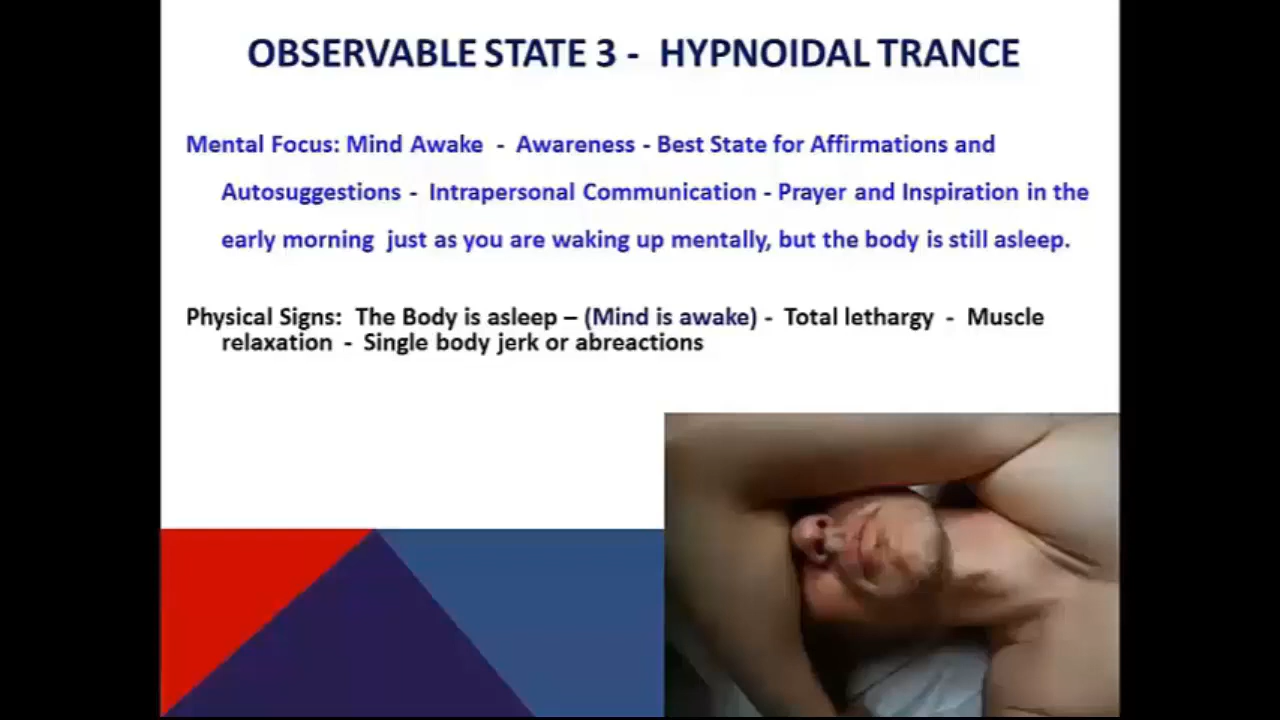 OBSERVABLE STATE 3 - HYPNOIDAL TRANCE
Mental Focus: Mind Awake - Awareness - Best State for Affirmations and
Autosuggestions - Intrapersonal Communication - Prayer and Inspiration in the
early morning just as you are waking up mentally, but the body is still asleep.
Physical Signs: The Body is asleep – (Mind is awake) - Total lethargy - Muscle
relaxation - Single body jerk or abreactions